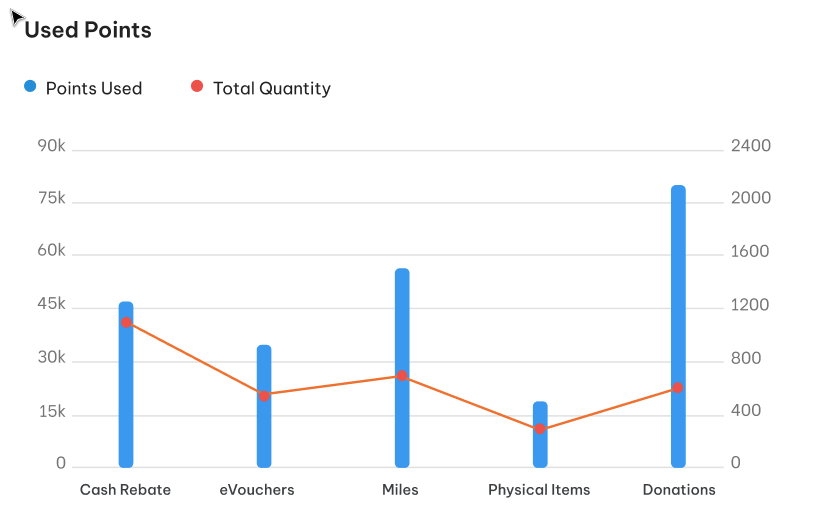 Used Points
Points Used Total Quantity
90k 2400
75k 2000
60k 1600
45k 1200
30k 800
15k 400
0 0
Cash Rebate eVouchers Miles Physical Items Donations